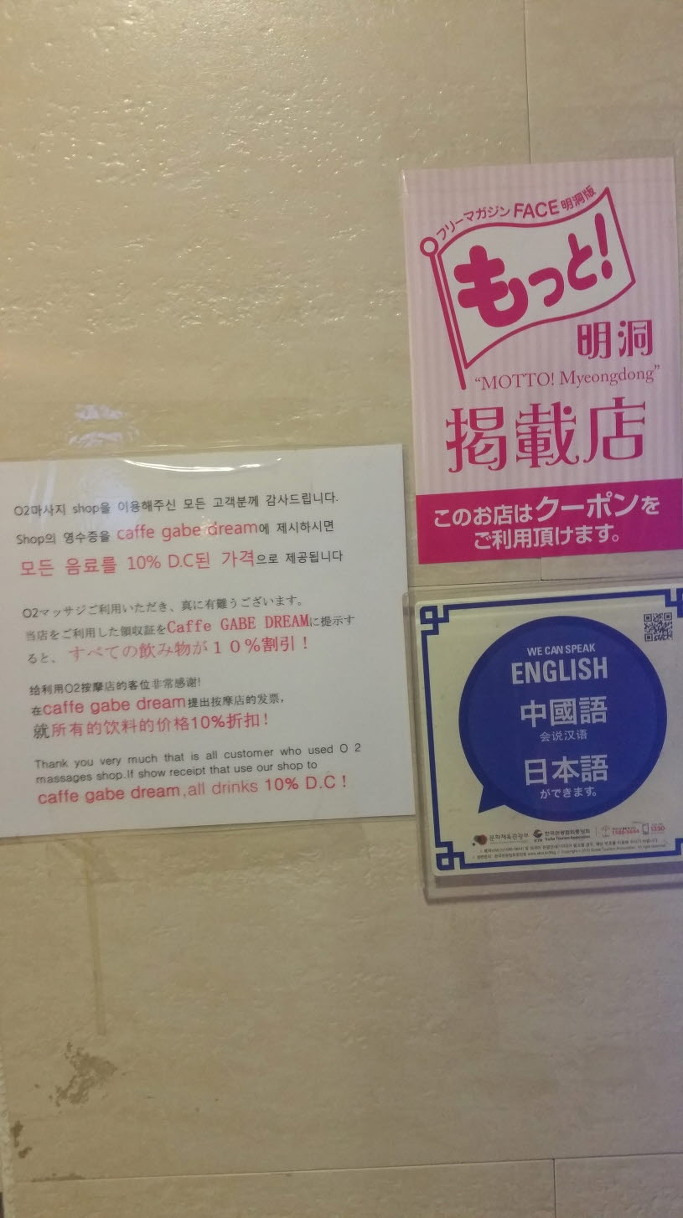 O2마사지 shop을 이용해주신 모든 고객분께 감사드립니다.
Shop의 영수증을 caffe gabe dream에 제시하시면
모든 음료를 10% D.C된 가격으로 제공됩니다
O2マッサジご利用いただき、真に有難うございます。
当店をご利用した領収証をCaffe GABE DREAMに提示す
ると、すべての飲み物が１０%割引！
给利用O2按摩店的客位非常感谢!
在caffe gabe dream提出按摩店的发票,
就所有的饮料的价格10%折扣!
Thank you very much that is all customer who used O 2
massages shop.If show receipt that use our shop to
caffe gabe dream,all drinks 10% D.C !
フリーマガジン FACE 明洞版
もっと!
明洞
“MOTTO! Myeongdong”
掲載店
このお店はクーポンを
ご利用頂けます。
WE CAN SPEAK
ENGLISH
中國語
会说汉语
日本語
ができます。
문화체육관광부